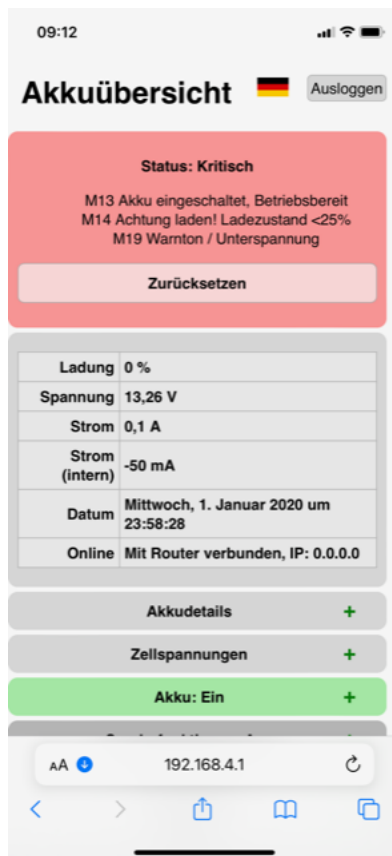 09:12
Akkuübersicht
Ausloggen
Status: Kritisch
M13 Akku eingeschaltet, Betriebsbereit
M14 Achtung laden! Ladezustand <25%
M19 Warnton / Unterspannung
Zurücksetzen
Ladung 0 %
Spannung 13,26 V
Strom 0,1 A
Strom
(intern) -50 mA
Datum Mittwoch, 1. Januar 2020 um
23:58:28
Online Mit Router verbunden, IP: 0.0.0.0
Akkudetails +
Zellspannungen +
Akku: Ein +
AA 192.168.4.1